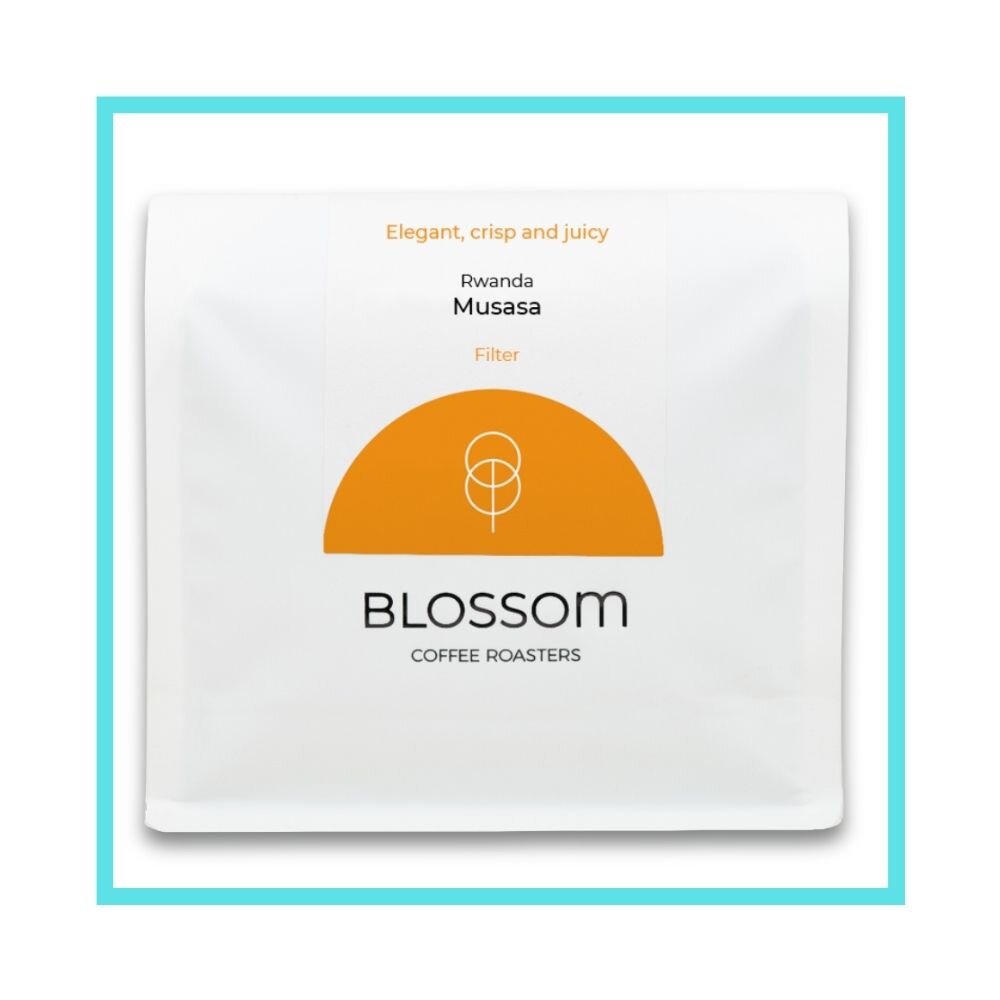 Elegant, crisp and juicy
Rwanda
Musasa
Filter
BLOSSOM
COFFEE ROASTERS